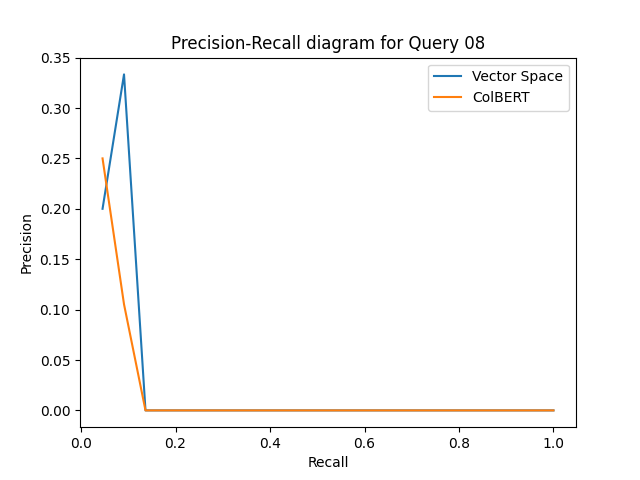 Precision-Recall diagram for Query 08
Vector Space
ColBERT
Precision
0.35
0.30
0.25
0.20
0.15
0.10
0.05
0.00
0.0 0.2 0.4 0.6 0.8 1.0
Recall